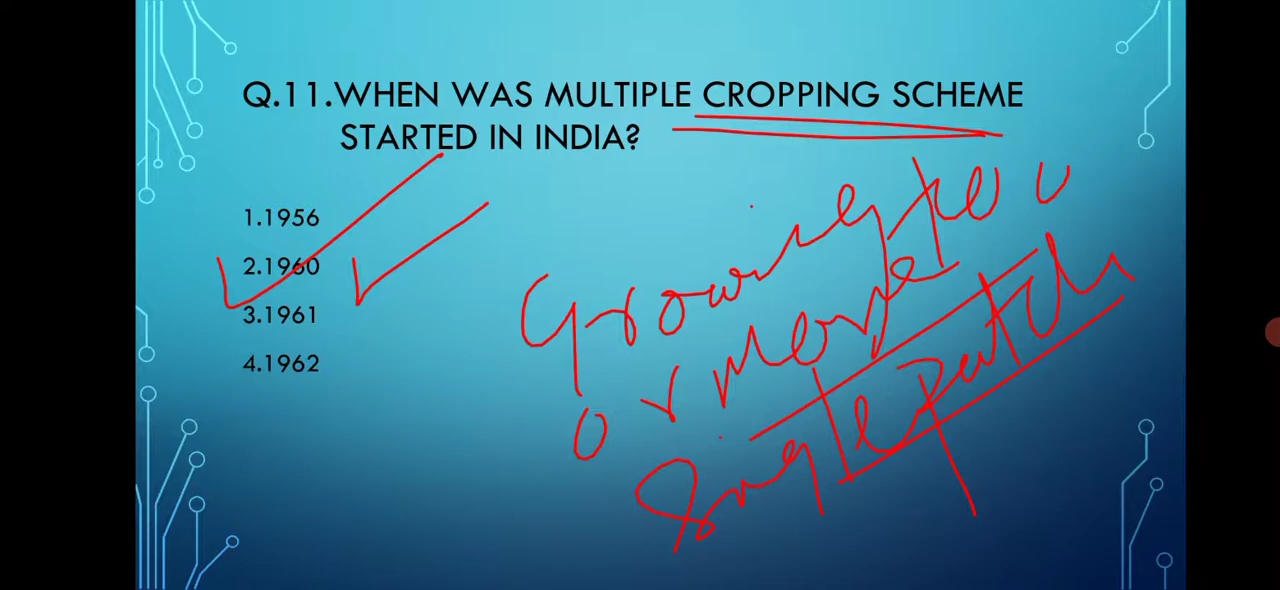 Q.11.WHEN WAS MULTIPLE CROPPING SCHEME
STARTED IN INDIA?
1.1956
2.1960
3.1961
4.1962
Growing two
or more
Single patch